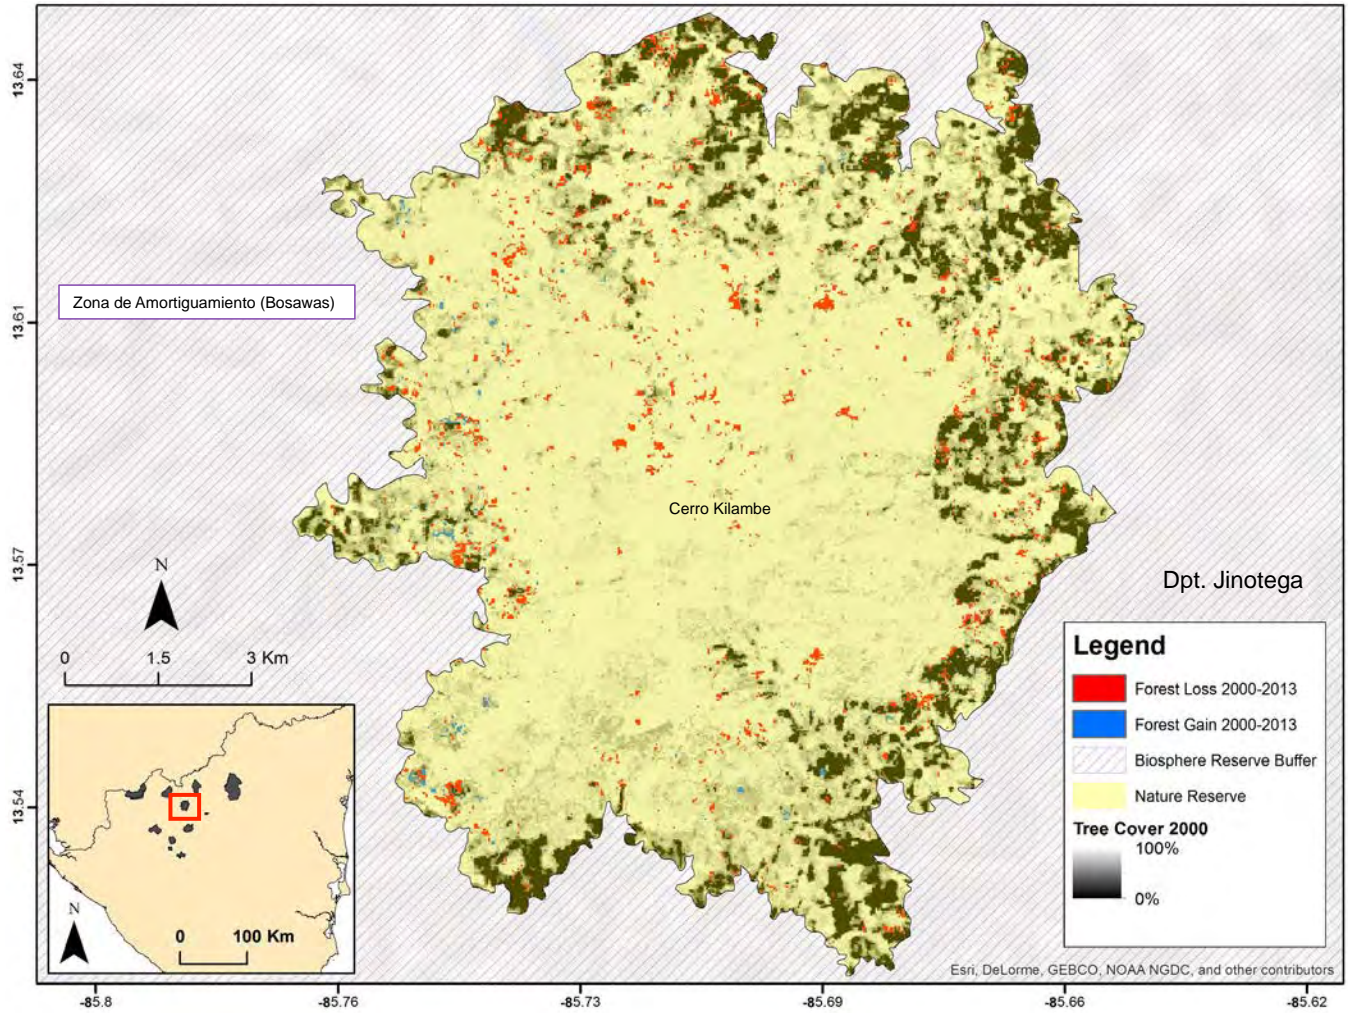 13.64
13.61
13.57
13.54
Zona de Amortiguamiento (Bosawas)
Cerro Kilambe
Dpt. Jinotega
N
0 1.5 3 Km
N
0 100 Km
Legend
Forest Loss 2000-2013
Forest Gain 2000-2013
Biosphere Reserve Buffer
Nature Reserve
Tree Cover 2000
100%
0%
Esri, DeLorme, GEBCO, NOAA NGDC, and other contributors
-85.8 -85.76 -85.73 -85.69 -85.66 -85.62